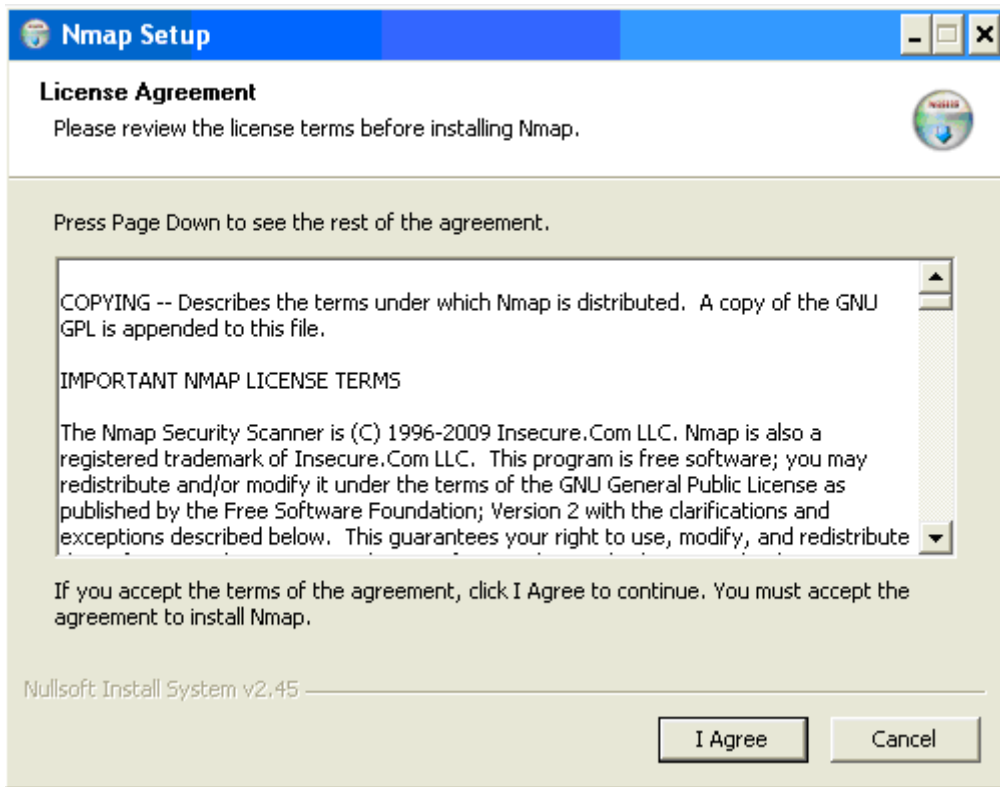 Nmap Setup
License Agreement
Please review the license terms before installing Nmap.
Press Page Down to see the rest of the agreement.
COPYING -- Describes the terms under which Nmap is distributed.  A copy of the GNU
GPL is appended to this file.
IMPORTANT NMAP LICENSE TERMS
The Nmap Security Scanner is (C) 1996-2009 Insecure.Com LLC. Nmap is also a
registered trademark of Insecure.Com LLC.  This program is free software; you may
redistribute and/or modify it under the terms of the GNU General Public License as
published by the Free Software Foundation; Version 2 with the clarifications and
exceptions described below.  This guarantees your right to use, modify, and redistribute
If you accept the terms of the agreement, click I Agree to continue. You must accept the
agreement to install Nmap.
Nullsoft Install System v2.45
I Agree
Cancel